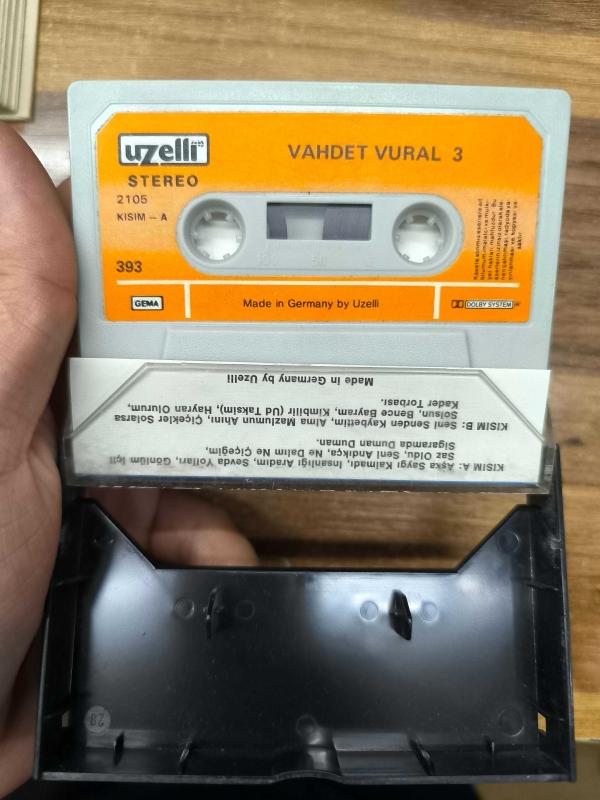 uzelli
VAHDET VURAL 3
STEREO
2105
KISIM – A
393
GEMA
Made in Germany by Uzelli
DOLBY SYSTEM
KISIM A: Aşka Saygı Kalmadı, İnsanlığı Aradım, Sevda Yolları, Gönlüm İçli
Saz Oldu, Seni Andıkça, Ne Dalım Ne Çiçeğim,
Sigaramda Duman Duman.
KISIM B: Seni Senden Kaybettim, Alma Mazlumun Ahını, Çiçekler Solarsa
Solsun, Bence Bayram, Kimbilir (Ud Taksim), Hayran Olurum,
Kader Torbası.
Made in Germany by Uzelli
28